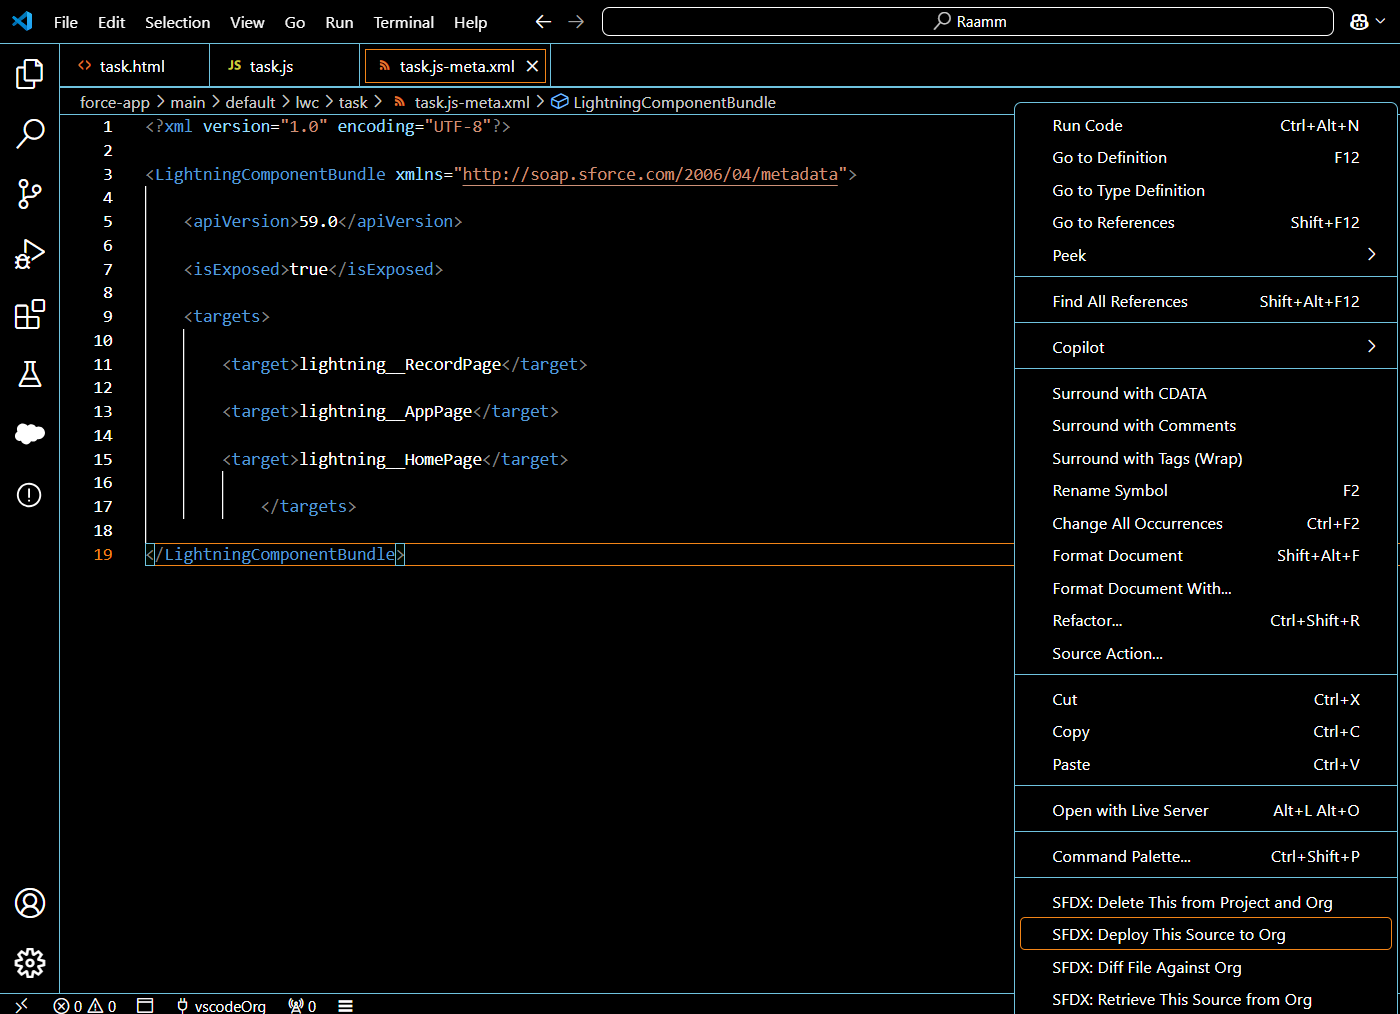 File Edit Selection View Go Run Terminal Help
Raamm
<> task.html
JS task.js
task.js-meta.xml
force-app > main > default > lwc > task > task.js-meta.xml > LightningComponentBundle
1 <?xml version="1.0" encoding="UTF-8"?>
2
3 <LightningComponentBundle xmlns="http://soap.sforce.com/2006/04/metadata">
4
5 <apiVersion>59.0</apiVersion>
6
7 <isExposed>true</isExposed>
8
9 <targets>
10
11 <target>lightning__RecordPage</target>
12
13 <target>lightning__AppPage</target>
14
15 <target>lightning__HomePage</target>
16
17 </targets>
18
19 </LightningComponentBundle>
Run Code Ctrl+Alt+N
Go to Definition F12
Go to Type Definition
Go to References Shift+F12
Peek >
Find All References Shift+Alt+F12
Copilot >
Surround with CDATA
Surround with Comments
Surround with Tags (Wrap)
Rename Symbol F2
Change All Occurrences Ctrl+F2
Format Document Shift+Alt+F
Format Document With...
Refactor... Ctrl+Shift+R
Source Action...
Cut Ctrl+X
Copy Ctrl+C
Paste Ctrl+V
Open with Live Server Alt+L Alt+O
Command Palette... Ctrl+Shift+P
SFDX: Delete This from Project and Org
SFDX: Deploy This Source to Org
SFDX: Diff File Against Org
SFDX: Retrieve This Source from Org
0 0 vscodeOrg 0